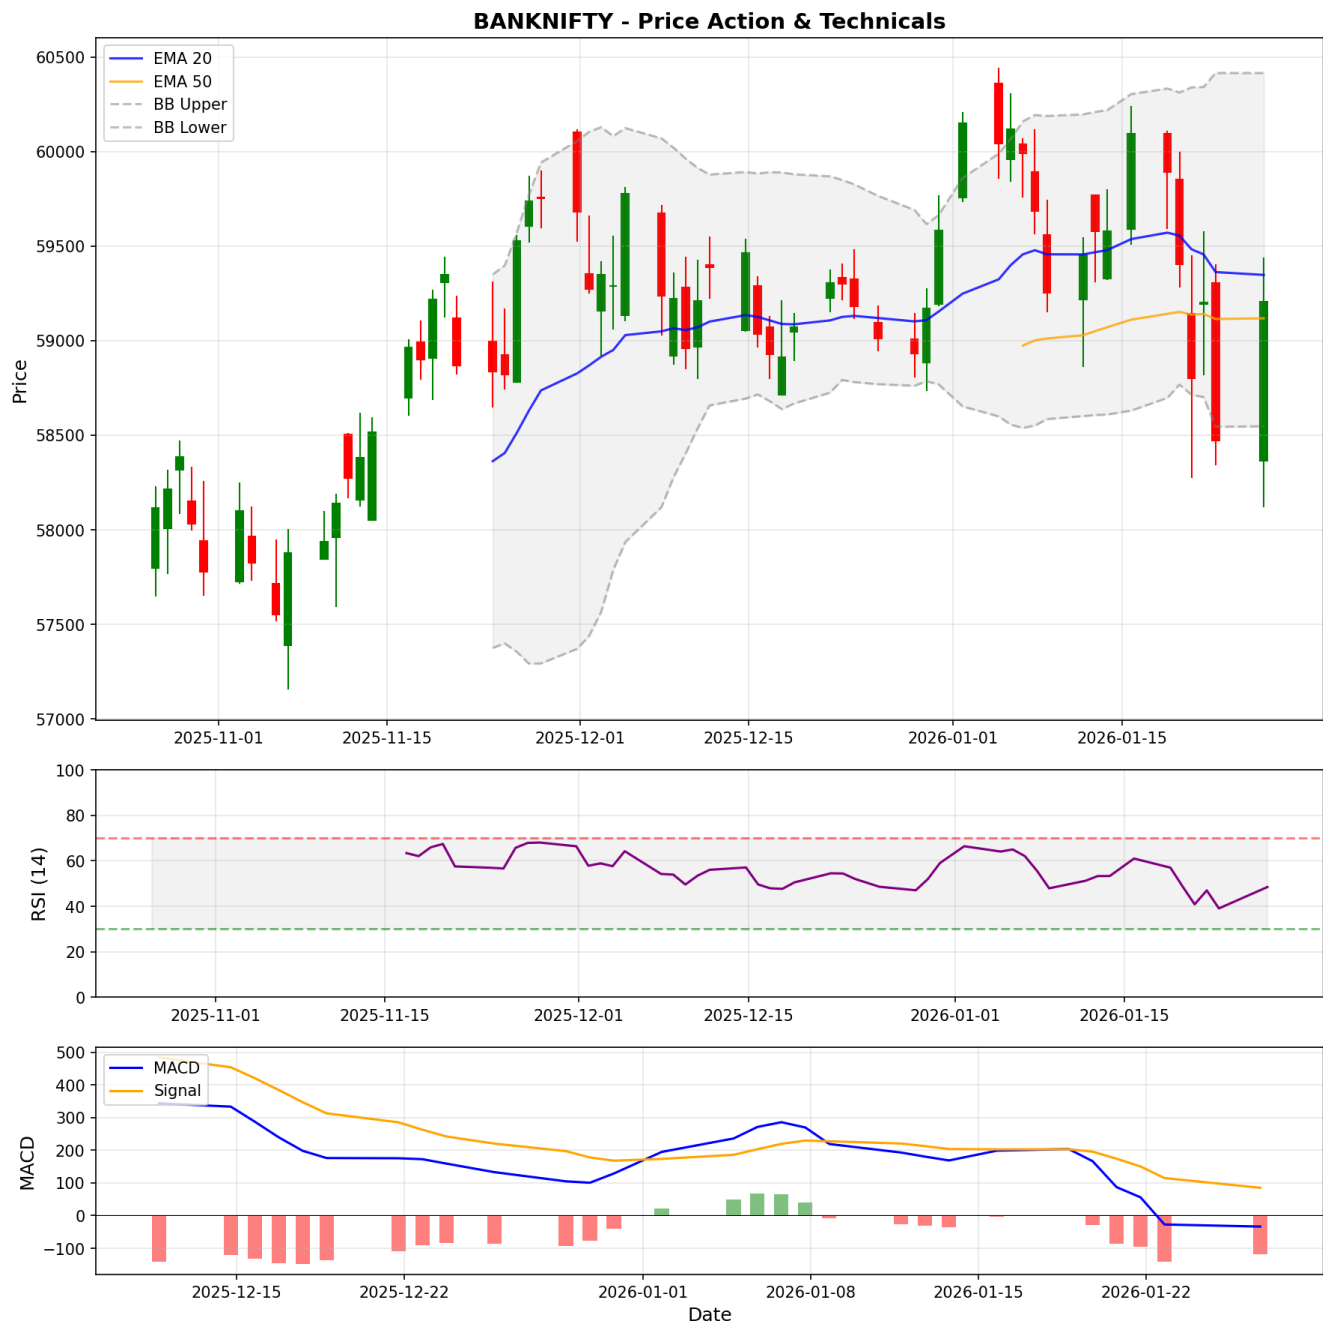 BANKNIFTY - Price Action & Technicals
EMA 20
EMA 50
BB Upper
BB Lower
Price
60500
60000
59500
59000
58500
58000
57500
57000
2025-11-01 2025-11-15 2025-12-01 2025-12-15 2026-01-01 2026-01-15
RSI (14)
100
80
60
40
20
0
2025-11-01 2025-11-15 2025-12-01 2025-12-15 2026-01-01 2026-01-15
MACD
Signal
MACD
500
400
300
200
100
0
−100
2025-12-15 2025-12-22 2026-01-01 2026-01-08 2026-01-15 2026-01-22
Date